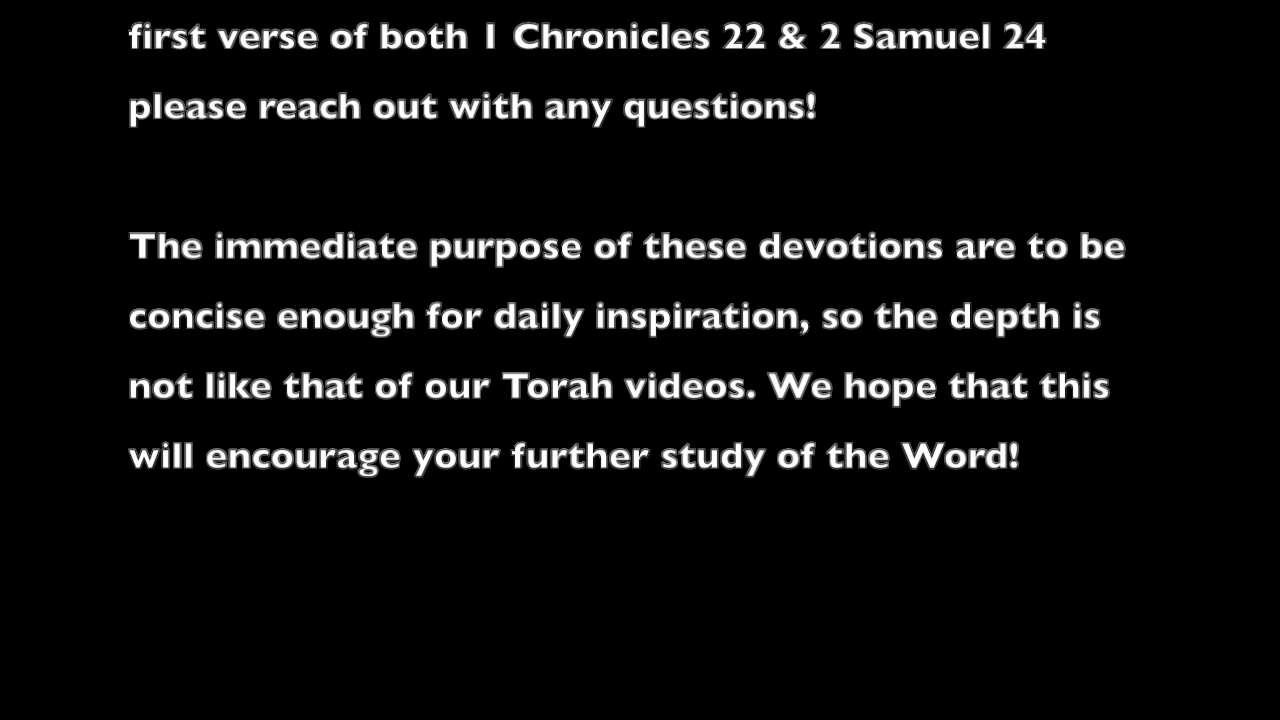 first verse of both 1 Chronicles 22 & 2 Samuel 24
please reach out with any questions!
The immediate purpose of these devotions are to be
concise enough for daily inspiration, so the depth is
not like that of our Torah videos. We hope that this
will encourage your further study of the Word!